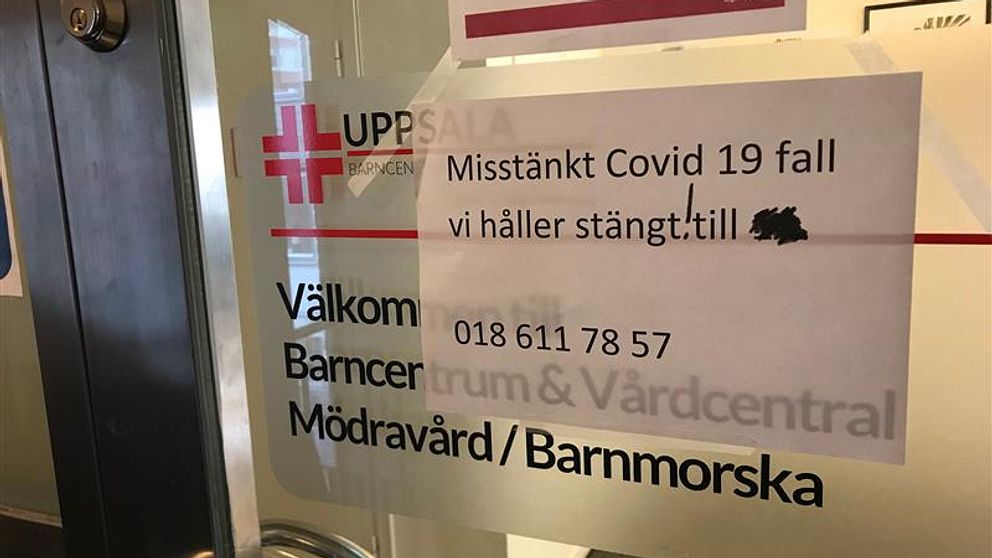 UPPSALA
BARNCEN
Misstänkt Covid 19 fall
vi håller stängt! till
018 611 78 57
Välkommen till
Barncentrum & Vårdcentral
Mödravård / Barnmorska